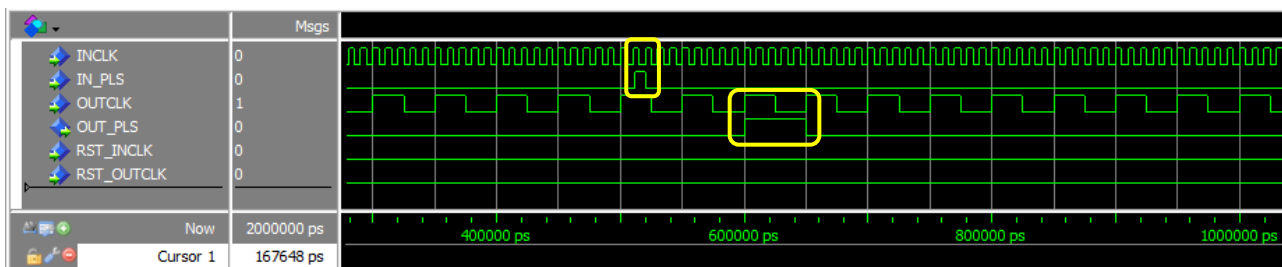 Msgs
INCLK 0
IN_PLS 0
OUTCLK 1
OUT_PLS 0
RST_INCLK 0
RST_OUTCLK 0
Now 2000000 ps 400000 ps 600000 ps 800000 ps 1000000 ps
Cursor 1 167648 ps